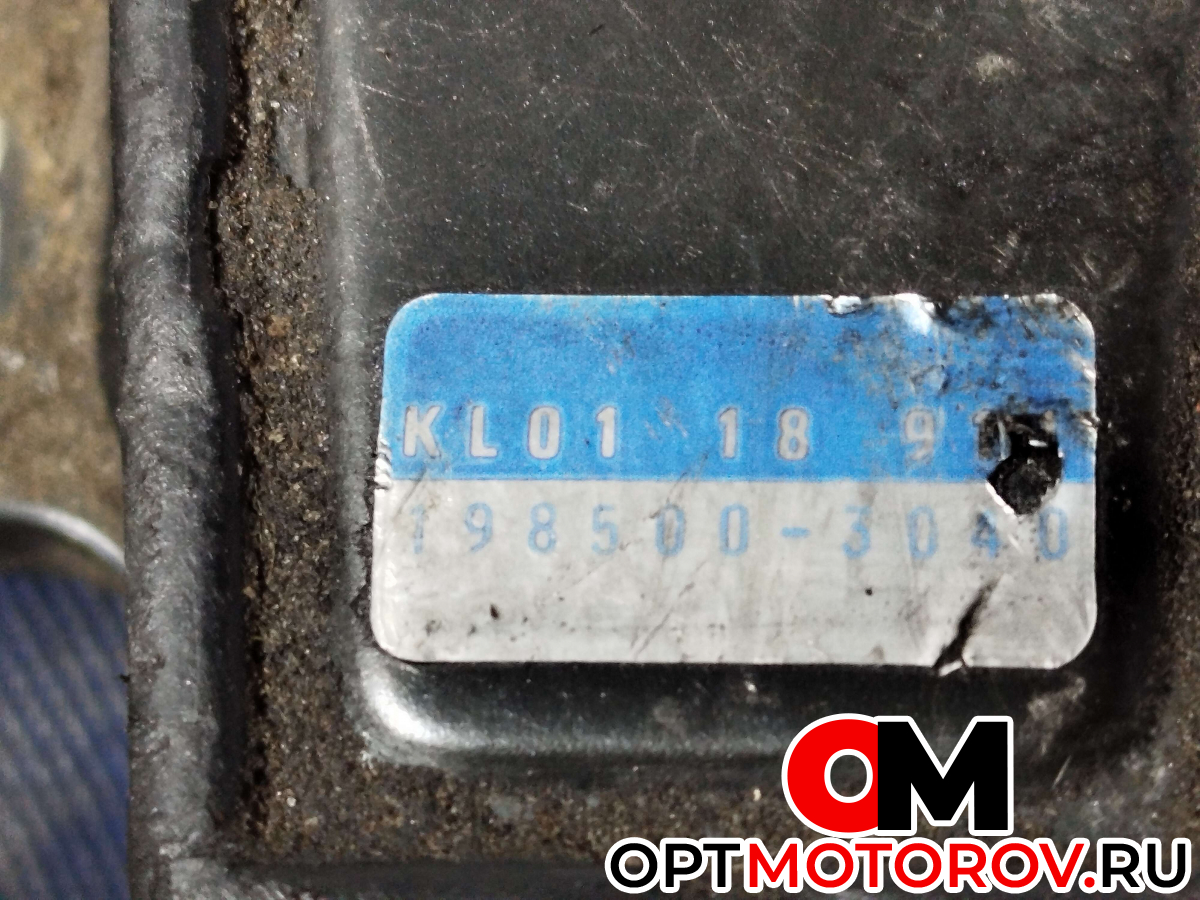 KL01 18
198500-3040
OM
OPTMOTOROV.RU